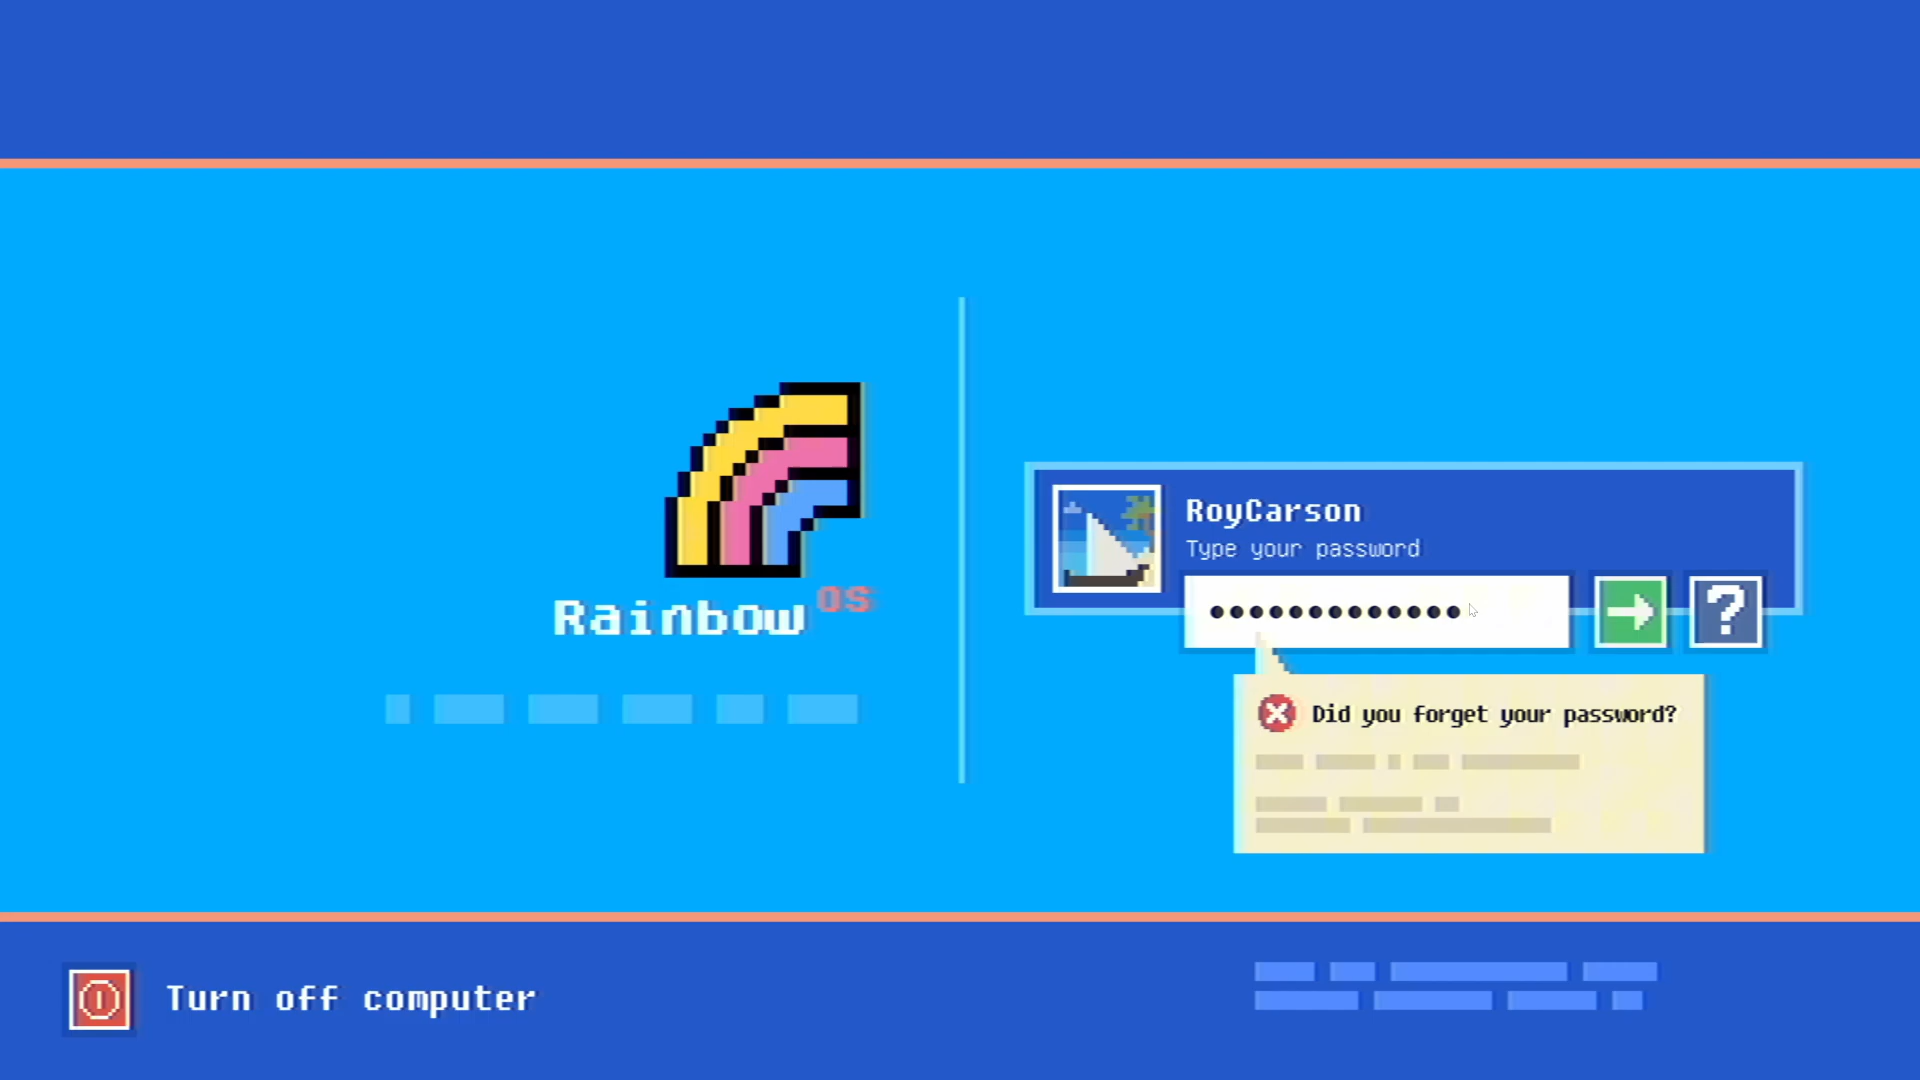 Rainbow OS
RoyCarson
Type your password
Did you forget your password?
Turn off computer